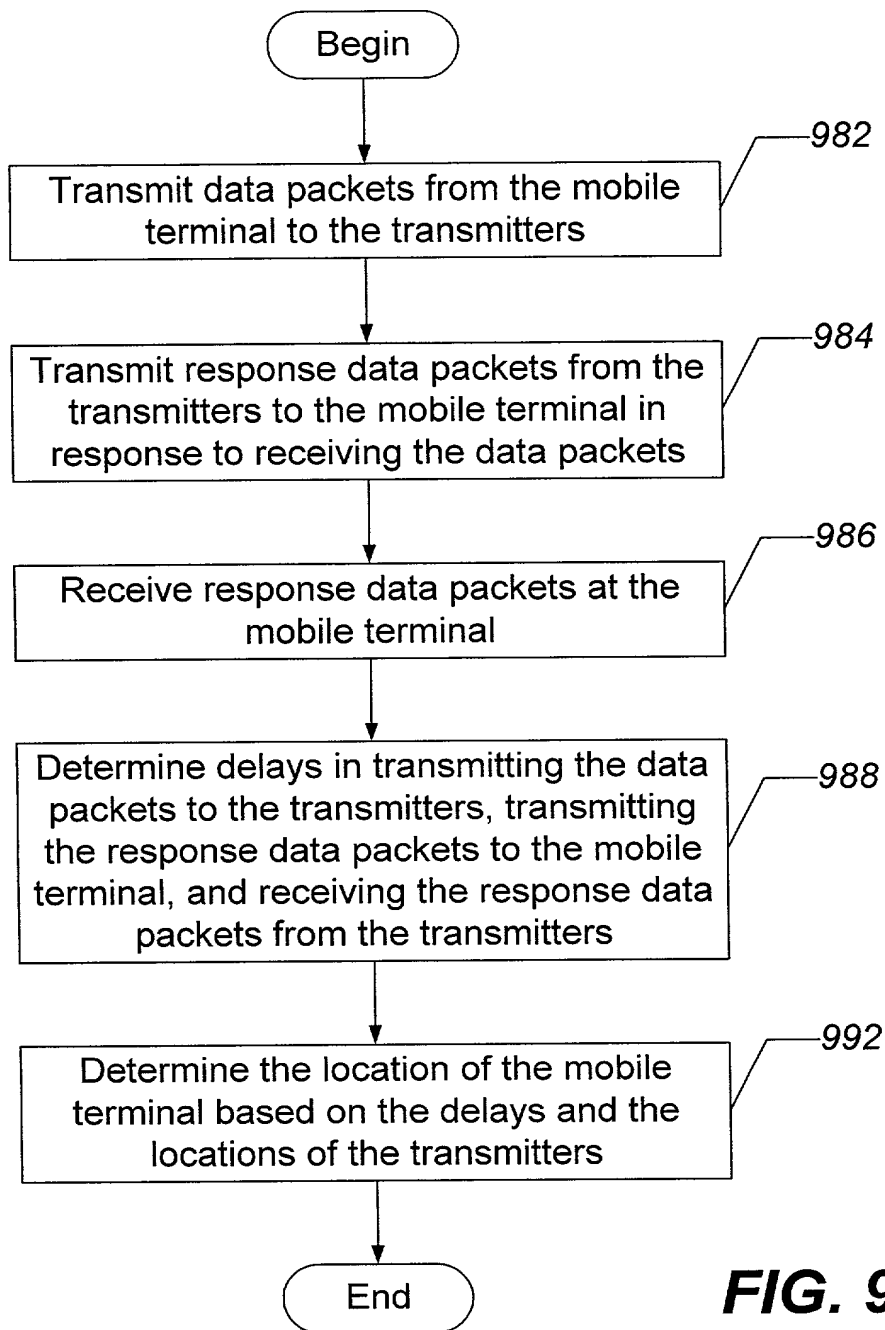 Begin
982
Transmit data packets from the mobile
terminal to the transmitters
984
Transmit response data packets from the
transmitters to the mobile terminal in
response to receiving the data packets
986
Receive response data packets at the
mobile terminal
988
Determine delays in transmitting the data
packets to the transmitters, transmitting
the response data packets to the mobile
terminal, and receiving the response data
packets from the transmitters
992
Determine the location of the mobile
terminal based on the delays and the
locations of the transmitters
End
FIG. 9